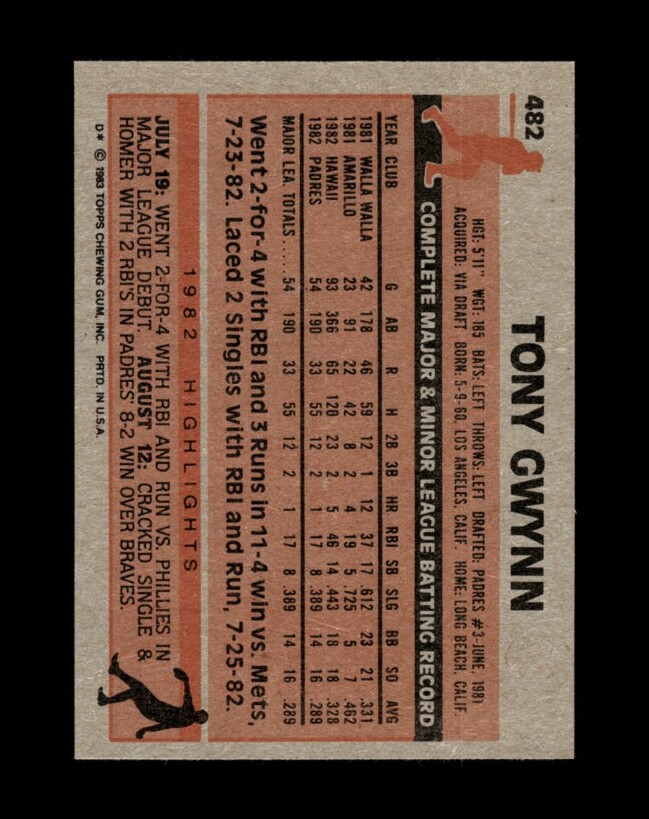 482
TONY GWYNN
HGT: 5'11" WGT: 185 BATS: LEFT THROWS: LEFT DRAFTED: PADRES #3-JUNE, 1981
ACQUIRED: VIA DRAFT BORN: 5-9-60, LOS ANGELES, CALIF. HOME: LONG BEACH, CALIF.
COMPLETE MAJOR & MINOR LEAGUE BATTING RECORD
YEAR CLUB G AB R H 2B 3B HR RBI SB SLG BB SO AVG
1981 WALLA WALLA 42 178 46 59 12 1 12 37 17 .612 23 21 .331
1981 AMARILLO 23 91 22 42 8 2 4 19 5 .725 5 7 .462
1982 HAWAII 93 366 65 120 23 2 5 46 14 .443 18 18 .328
1982 PADRES 54 190 33 55 12 2 1 17 8 .389 14 16 .289
MAJOR LEA. TOTALS ..... 54 190 33 55 12 2 1 17 8 .389 14 16 .289
Went 2-for-4 with RBI and 3 Runs in 11-4 win vs. Mets,
7-23-82. Laced 2 Singles with RBI and Run, 7-25-82.
1982 HIGHLIGHTS
JULY 19: WENT 2-FOR-4 WITH RBI AND RUN VS. PHILLIES IN
MAJOR LEAGUE DEBUT. AUGUST 12: CRACKED SINGLE &
HOMER WITH 2 RBI'S IN PADRES' 8-2 WIN OVER BRAVES.
D* © 1983 TOPPS CHEWING GUM, INC. PRTD. IN U.S.A.